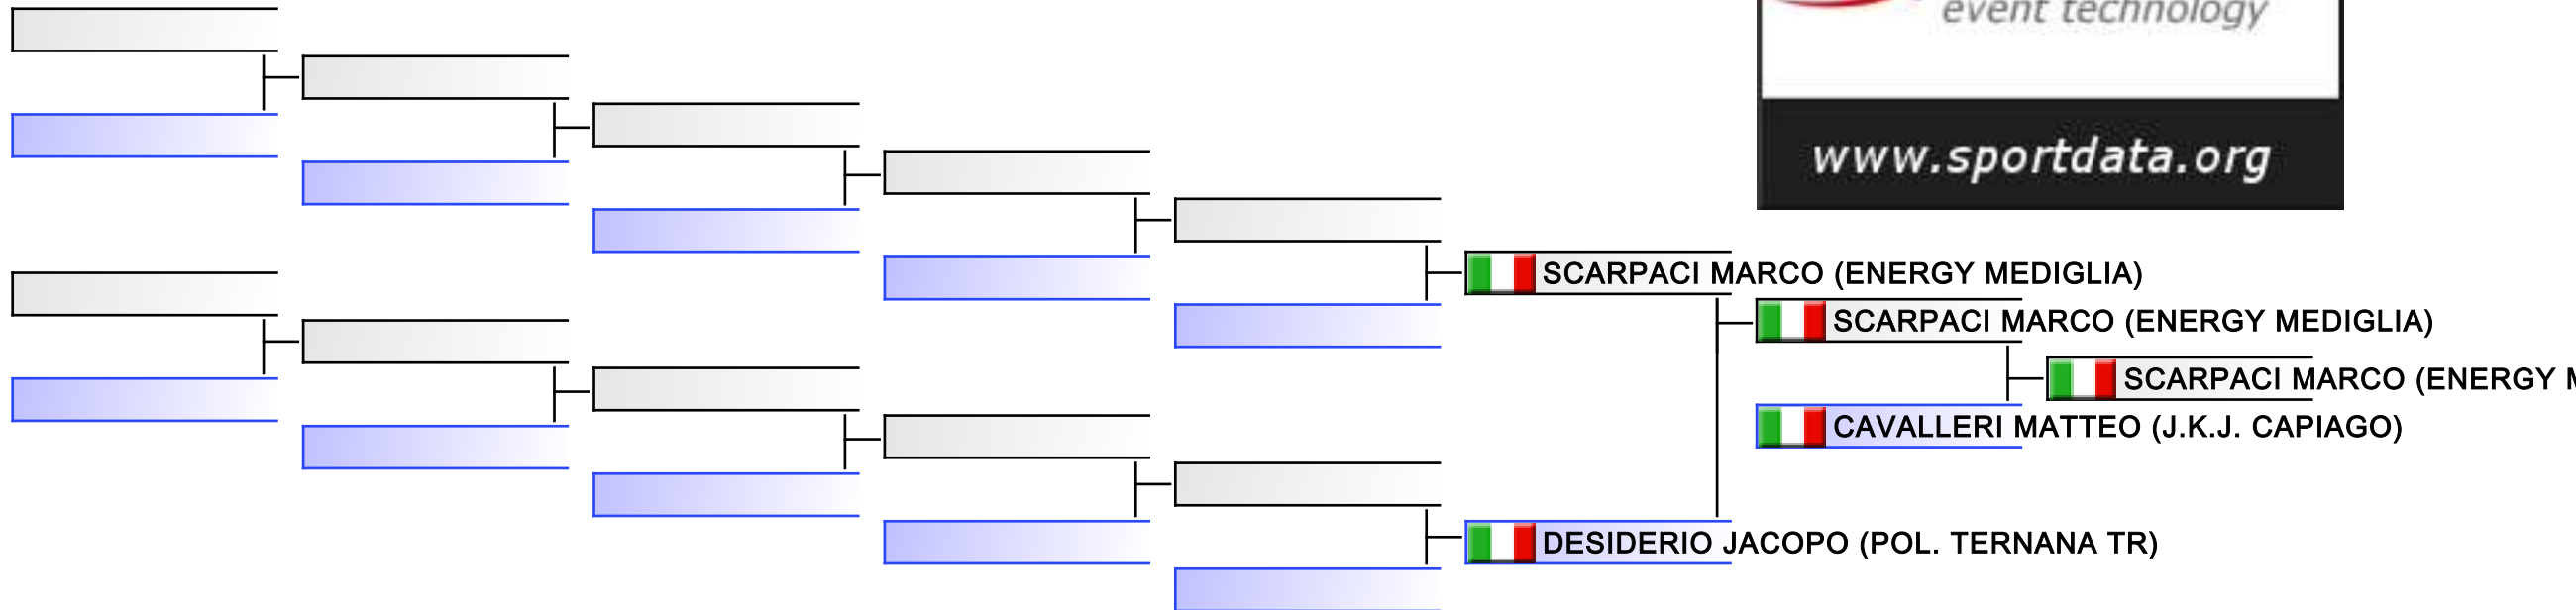 event technology
www.sportdata.org
SCARPACI MARCO (ENERGY MEDIGLIA)
SCARPACI MARCO (ENERGY MEDIGLIA)
SCARPACI MARCO (ENERGY
CAVALLERI MATTEO (J.K.J. CAPIAGO)
DESIDERIO JACOPO (POL. TERNANA TR)